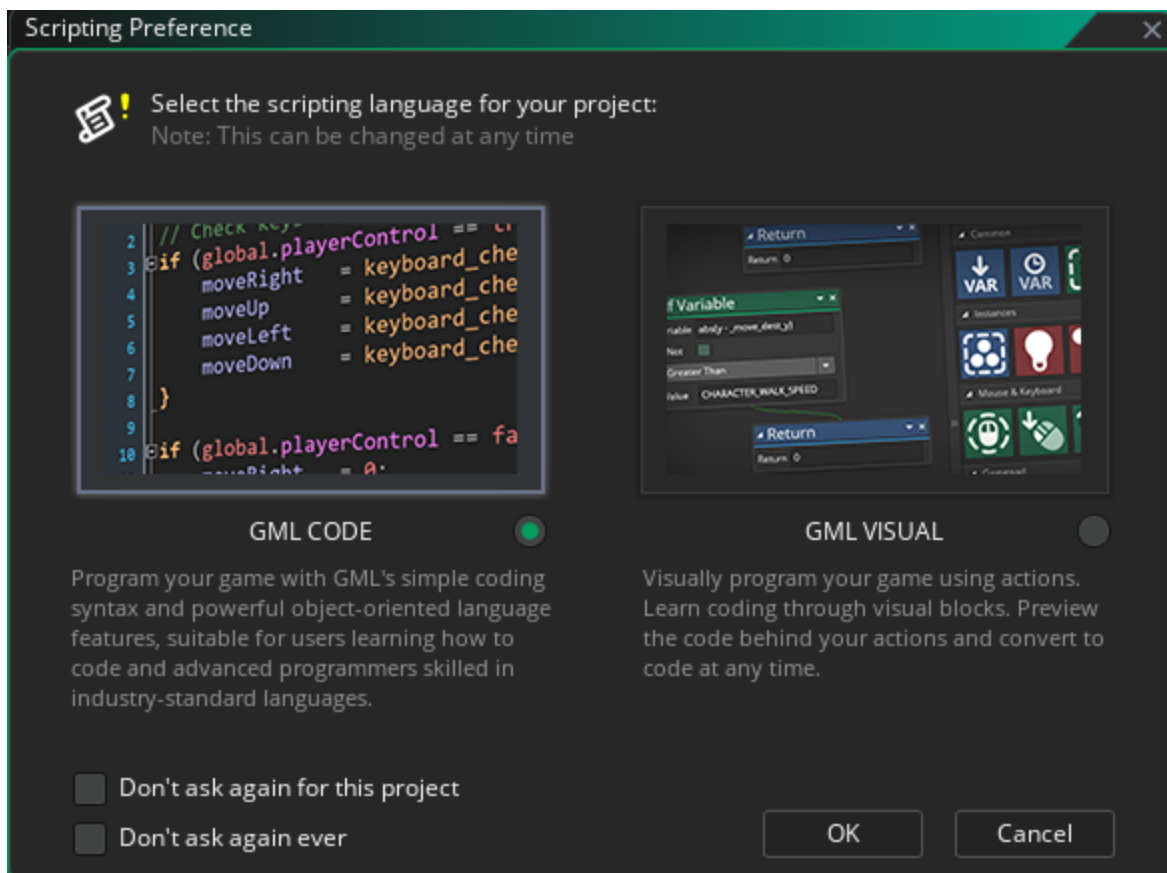 Scripting Preference
Select the scripting language for your project:
Note: This can be changed at any time
2 // Check
3 if (global.playerControl ==
4 moveRight = keyboard_che
5 moveUp = keyboard_che
6 moveLeft = keyboard_che
7 moveDown = keyboard_che
8 }
9
10 if (global.playerControl == fa
moveRight = 0;
Return
Return 0
f Variable
abs(y - _move_dest_y)
Not
Greater Than
CHARACTER_WALK_SPEED
Return
Return 0
Common
VAR VAR
Instances
Mouse & Keyboard
Gamepad
GML CODE
Program your game with GML's simple coding
syntax and powerful object-oriented language
features, suitable for users learning how to
code and advanced programmers skilled in
industry-standard languages.
GML VISUAL
Visually program your game using actions.
Learn coding through visual blocks. Preview
the code behind your actions and convert to
code at any time.
Don't ask again for this project
Don't ask again ever
OK
Cancel